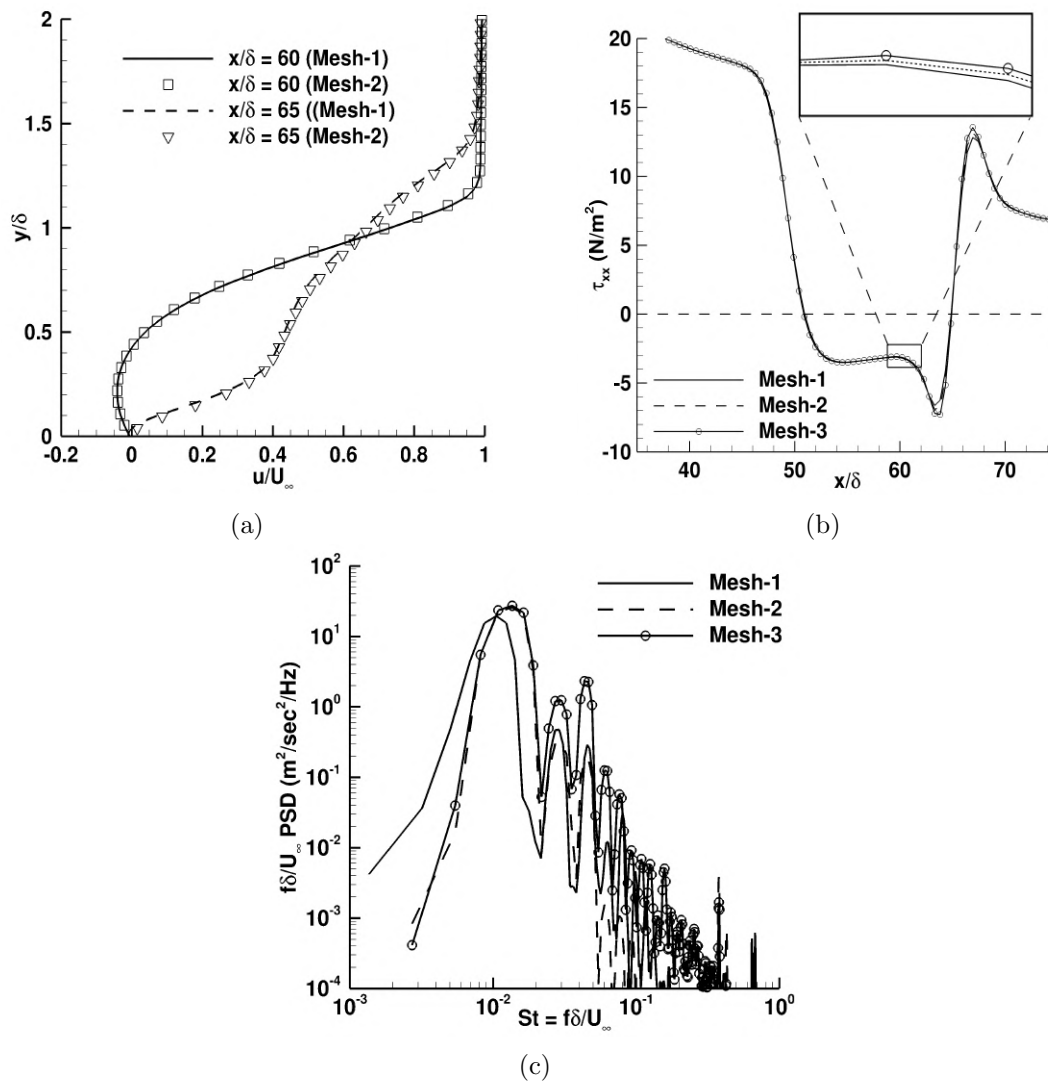 2
1.5
1
0.5
0
y/δ
x/δ = 60 (Mesh-1)
x/δ = 60 (Mesh-2)
x/δ = 65 ((Mesh-1)
x/δ = 65 (Mesh-2)
-0.2 0 0.2 0.4 0.6 0.8 1
u/U∞
(a)
20
15
10
5
0
-5
-10
τxx (N/m²)
Mesh-1
Mesh-2
Mesh-3
40 50 60 70
x/δ
(b)
10²
10¹
10⁰
10⁻¹
10⁻²
10⁻³
10⁻⁴
fδ/U∞ PSD (m²/sec²/Hz)
Mesh-1
Mesh-2
Mesh-3
10⁻³ 10⁻² 10⁻¹ 10⁰
St = fδ/U∞
(c)